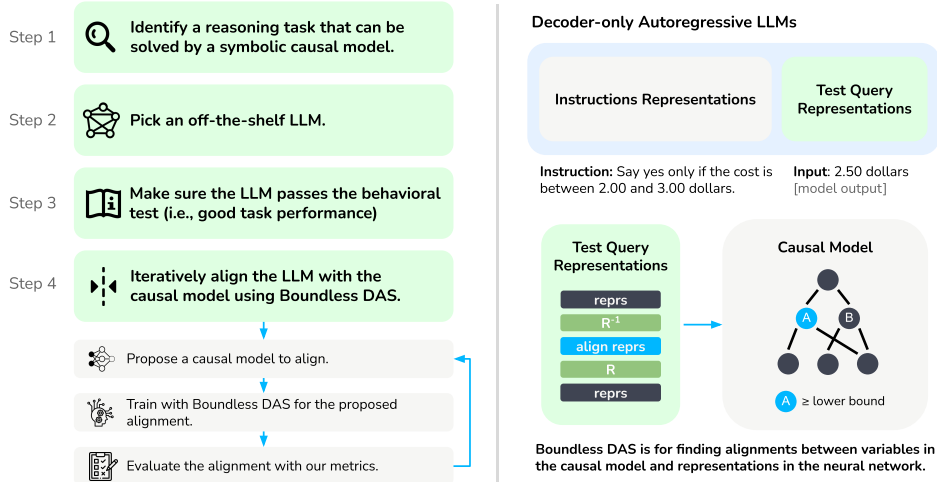 Step 1
Identify a reasoning task that can be
solved by a symbolic causal model.
Step 2
Pick an off-the-shelf LLM.
Step 3
Make sure the LLM passes the behavioral
test (i.e., good task performance)
Step 4
Iteratively align the LLM with the
causal model using Boundless DAS.
Propose a causal model to align.
Train with Boundless DAS for the proposed
alignment.
Evaluate the alignment with our metrics.
Decoder-only Autoregressive LLMs
Instructions Representations
Test Query
Representations
Instruction: Say yes only if the cost is
between 2.00 and 3.00 dollars.
Input: 2.50 dollars
[model output]
Test Query
Representations
reprs
R⁻¹
align reprs
R
reprs
Causal Model
A
B
A ≥ lower bound
Boundless DAS is for finding alignments between variables in
the causal model and representations in the neural network.